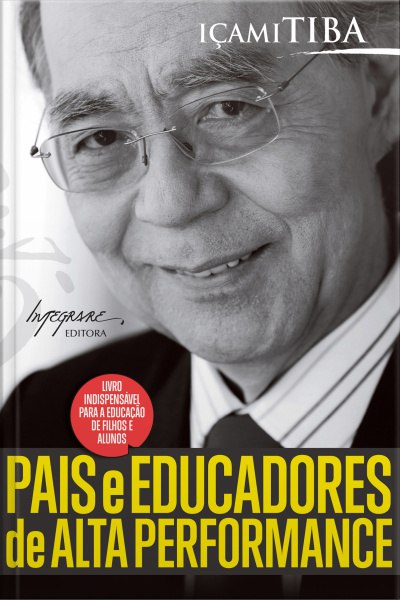 IÇAMI TIBA
INTEGRARE
EDITORA
LIVRO
INDISPENSÁVEL
PARA A EDUCAÇÃO
DE FILHOS E
ALUNOS
PAIS e EDUCADORES
de ALTA PERFORMANCE